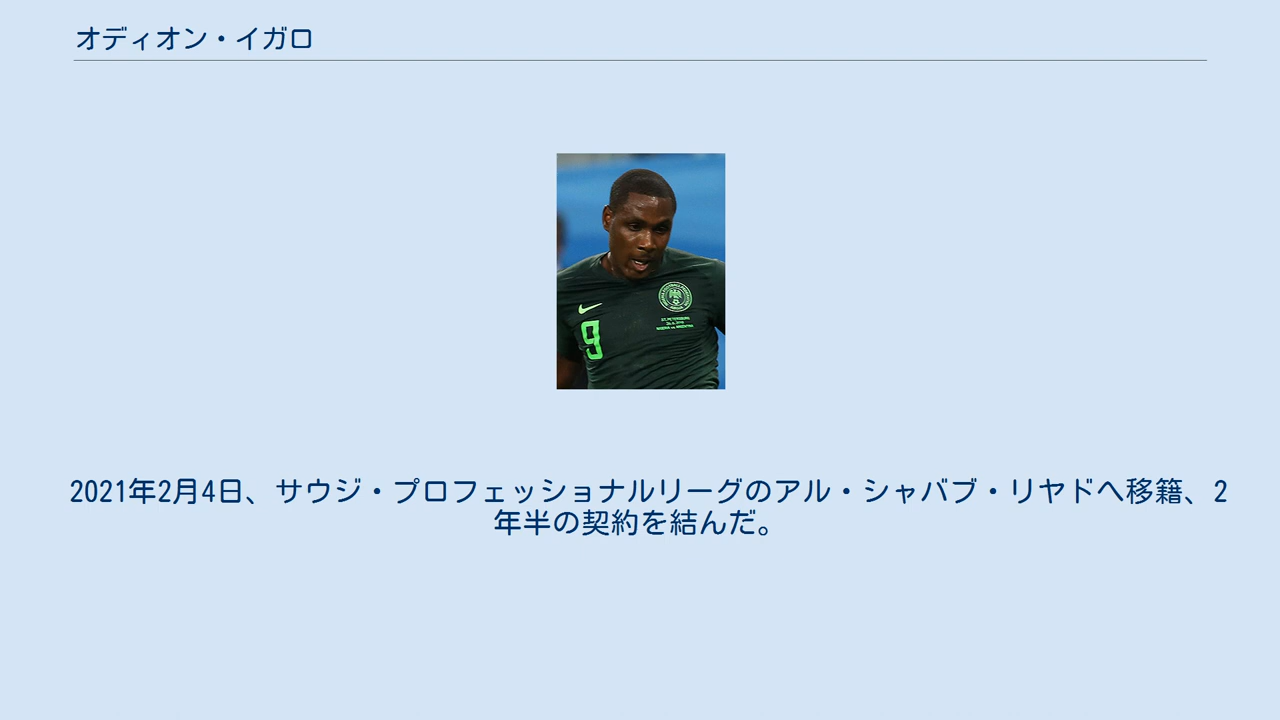 オディオン・イガロ
9
2021年2月4日、サウジ・プロフェッショナルリーグのアル・シャバブ・リヤドへ移籍、2
年半の契約を結んだ。